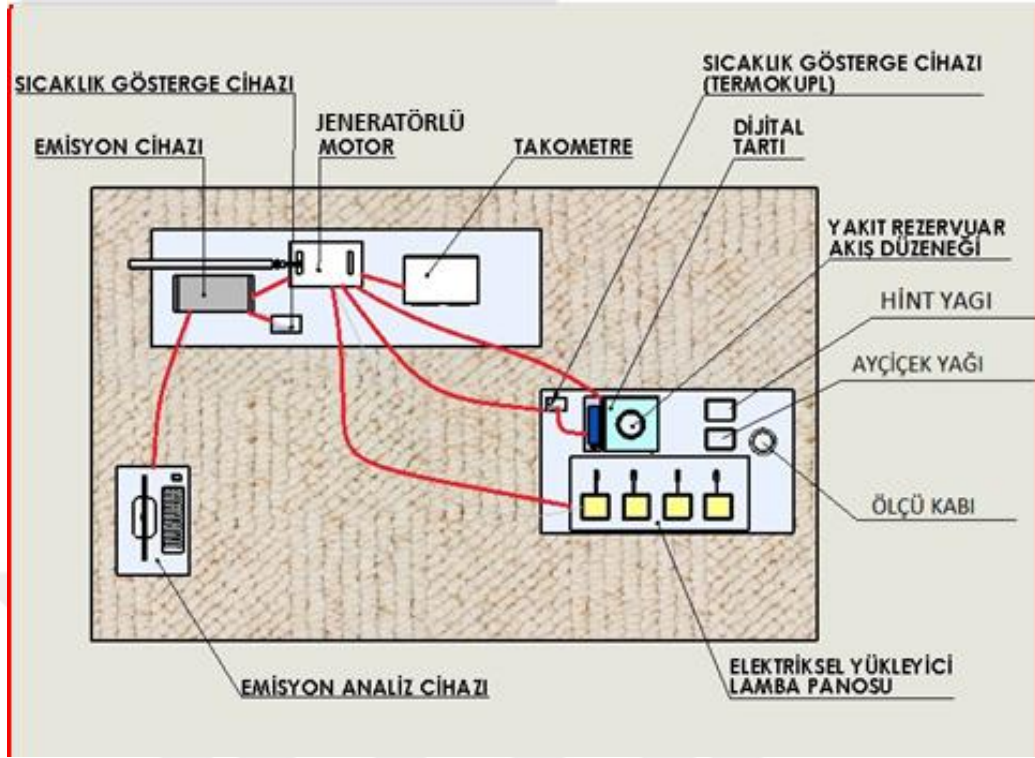 SICAKLIK GÖSTERGE CİHAZI
EMİSYON CİHAZI
JENERATÖRLÜ
MOTOR
TAKOMETRE
SICAKLIK GÖSTERGE CİHAZI
(TERMOKUPL)
DİJİTAL
TARTI
YAKIT REZERVUAR
AKIŞ DÜZENEĞİ
HİNT YAGI
AYÇİÇEK YAĞI
ÖLÇÜ KABI
ELEKTRİKSEL YÜKLEYİCİ
LAMBA PANOSU
EMİSYON ANALİZ CİHAZI